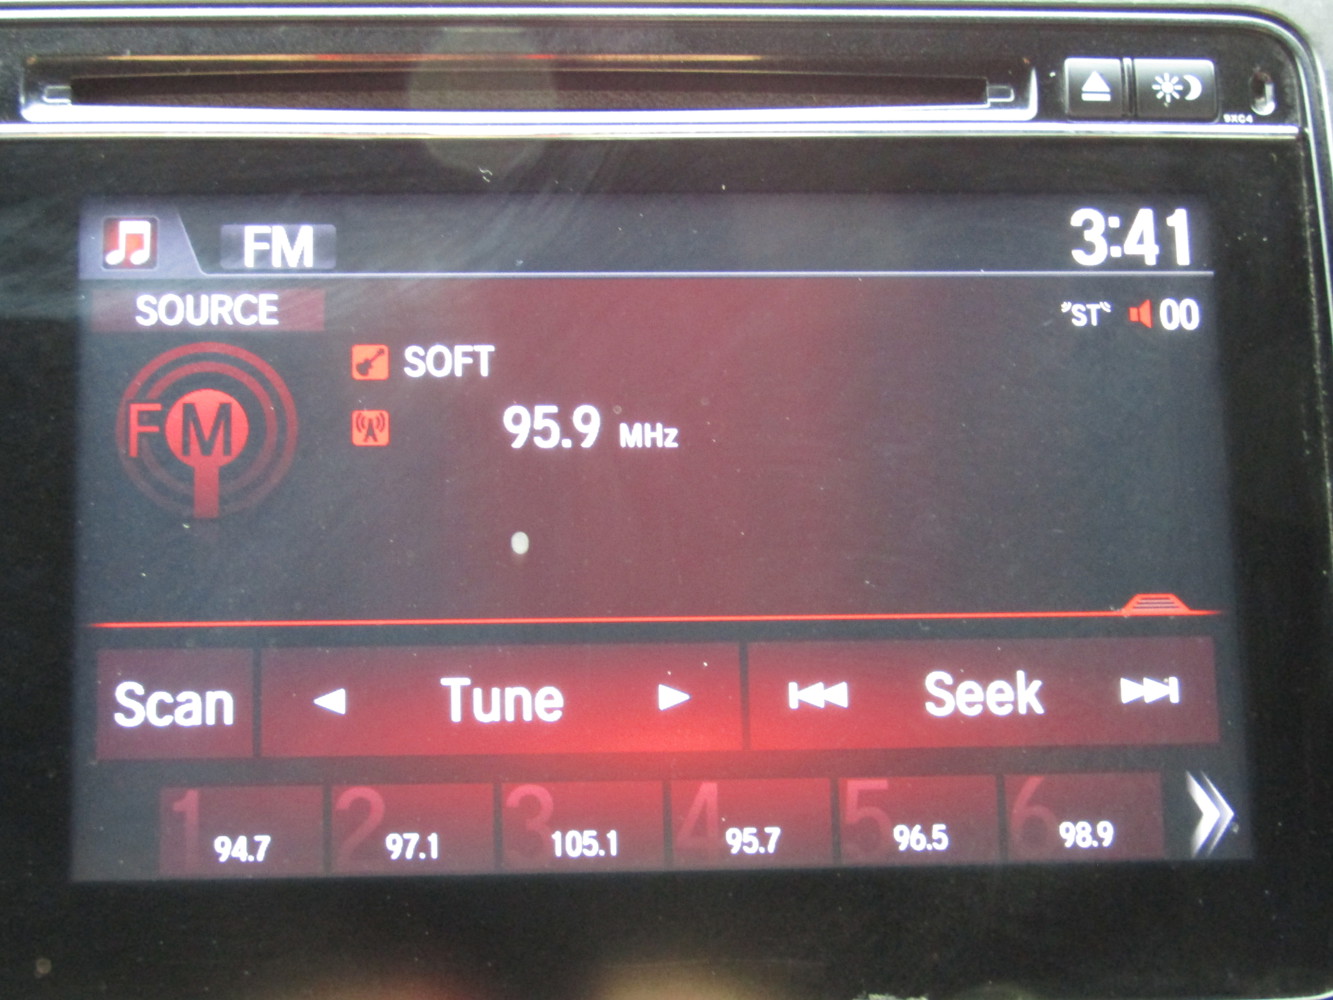 9XC4
FM
3:41
SOURCE
"ST" 00
SOFT
FM
95.9 MHz
Scan
Tune
Seek
1 2 3 4 5 6
94.7 97.1 105.1 95.7 96.5 98.9